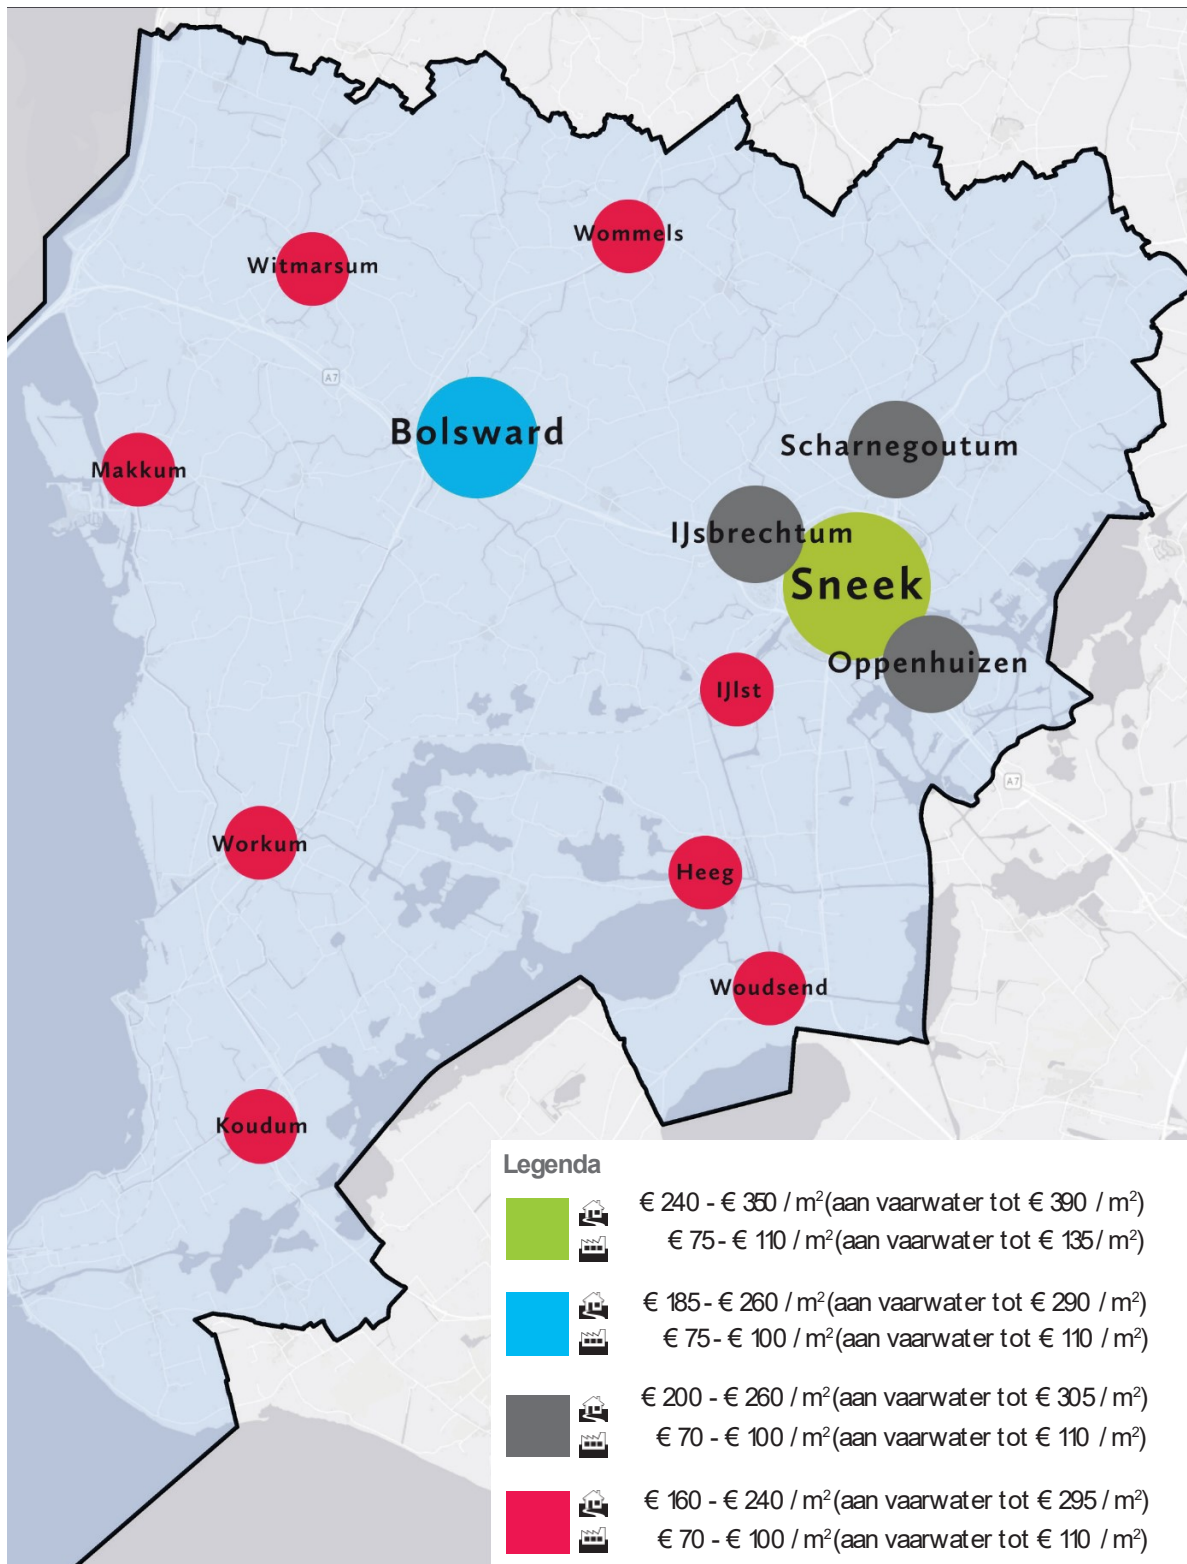 Wommels
Witmarsum
A7
Bolsward
Scharnegoutum
Makkum
IJsbrechtum
Sneek
Oppenhuizen
IJlst
A7
Workum
Heeg
Woudsend
Koudum
Legenda
€ 240 - € 350 / m² (aan vaarwater tot € 390 / m²)
€ 75 - € 110 / m² (aan vaarwater tot € 135 / m²)
€ 185 - € 260 / m² (aan vaarwater tot € 290 / m²)
€ 75 - € 100 / m² (aan vaarwater tot € 110 / m²)
€ 200 - € 260 / m² (aan vaarwater tot € 305 / m²)
€ 70 - € 100 / m² (aan vaarwater tot € 110 / m²)
€ 160 - € 240 / m² (aan vaarwater tot € 295 / m²)
€ 70 - € 100 / m² (aan vaarwater tot € 110 / m²)